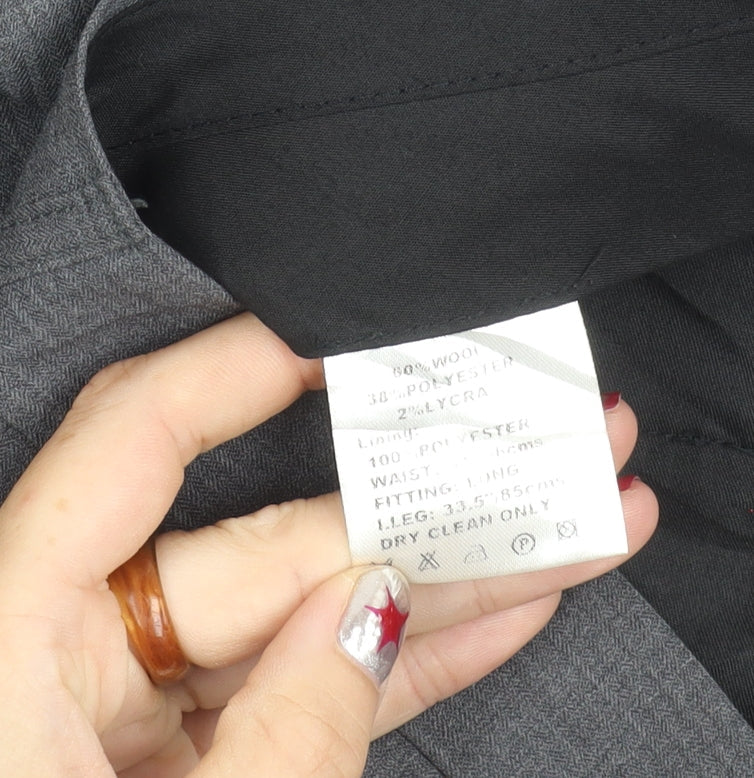 60% WOOL
38% POLYESTER
2% LYCRA
Lining:
100% POLYESTER
WAIST: cms
FITTING: LONG
I.LEG: 33.5" 85cms
DRY CLEAN ONLY
P